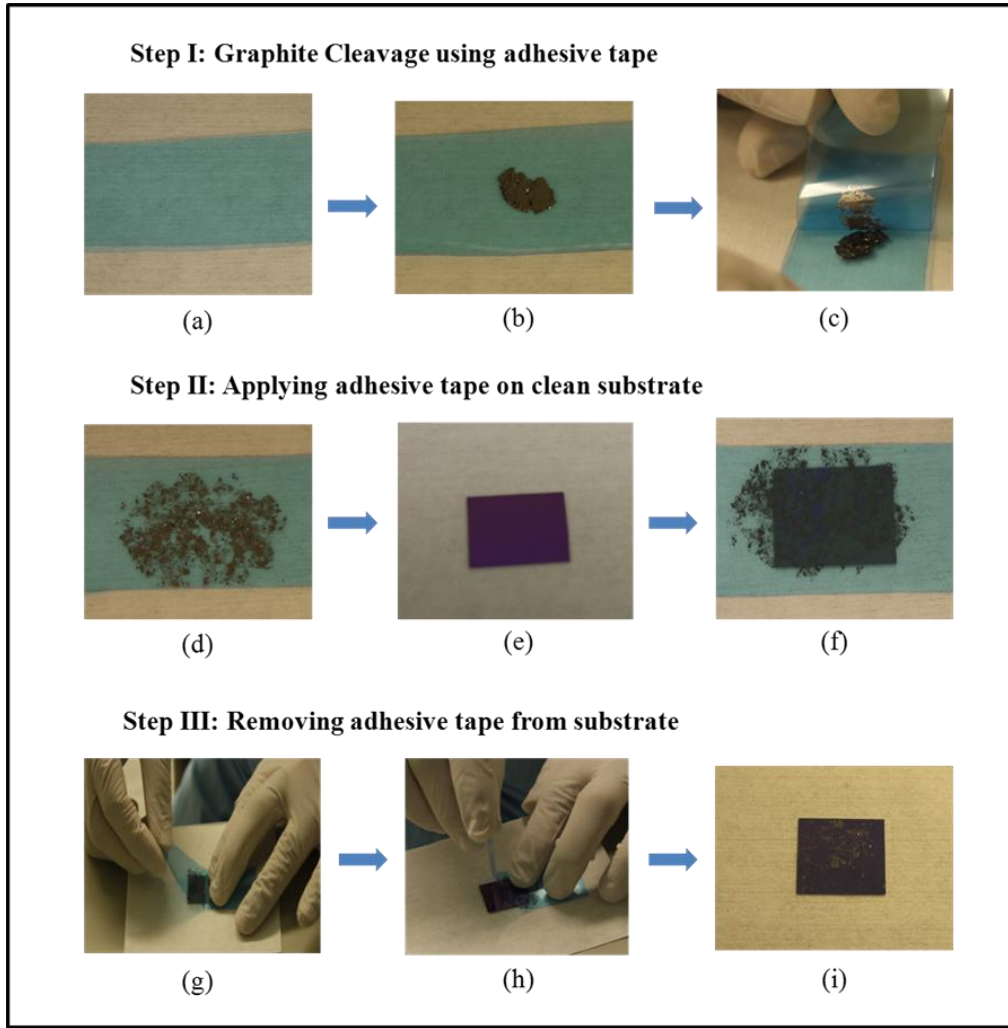 Step I: Graphite Cleavage using adhesive tape
(a)
(b)
(c)
Step II: Applying adhesive tape on clean substrate
(d)
(e)
(f)
Step III: Removing adhesive tape from substrate
(g)
(h)
(i)